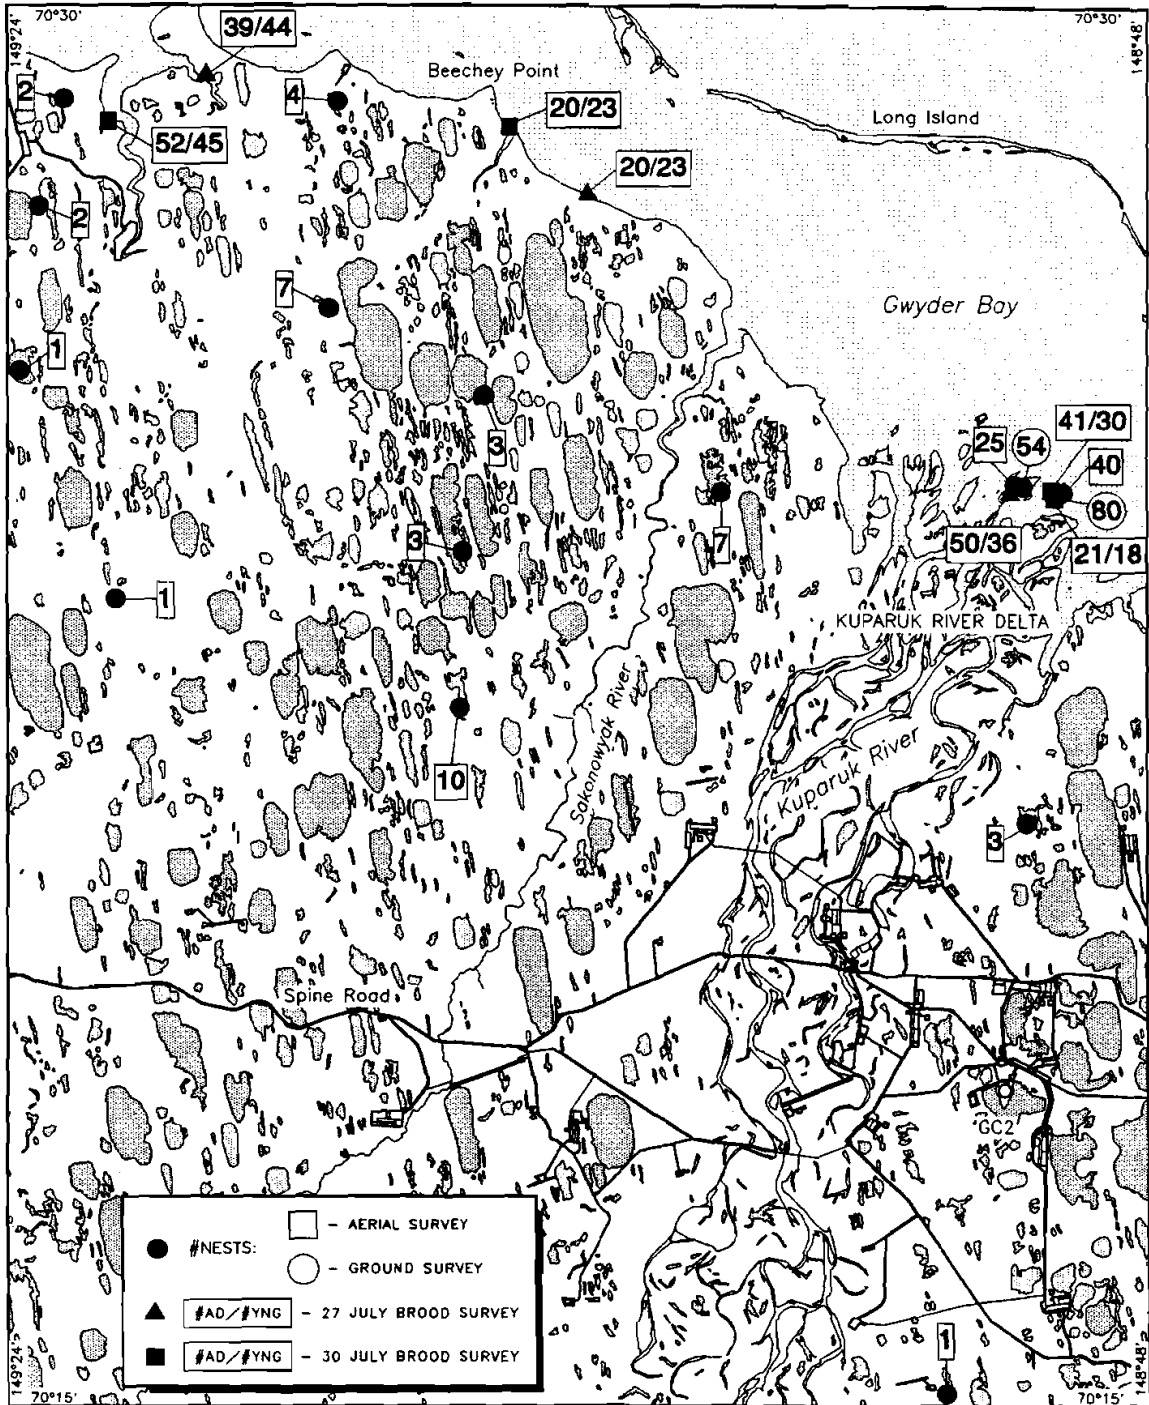 70°30'
70°30'
149°24'
148°48'
39/44
Beechey Point
2
4
20/23
52/45
Long Island
20/23
2
7
Gwyder Bay
1
41/30
25
54
3
40
80
3
7
50/36
21/18
1
KUPARUK RIVER DELTA
Sakonowyak River
Kuparuk River
10
3
Spine Road
GC2
- AERIAL SURVEY
#NESTS:
- GROUND SURVEY
#AD/#YNG - 27 JULY BROOD SURVEY
#AD/#YNG - 30 JULY BROOD SURVEY
1
149°24'
148°48'
70°15'
70°15'